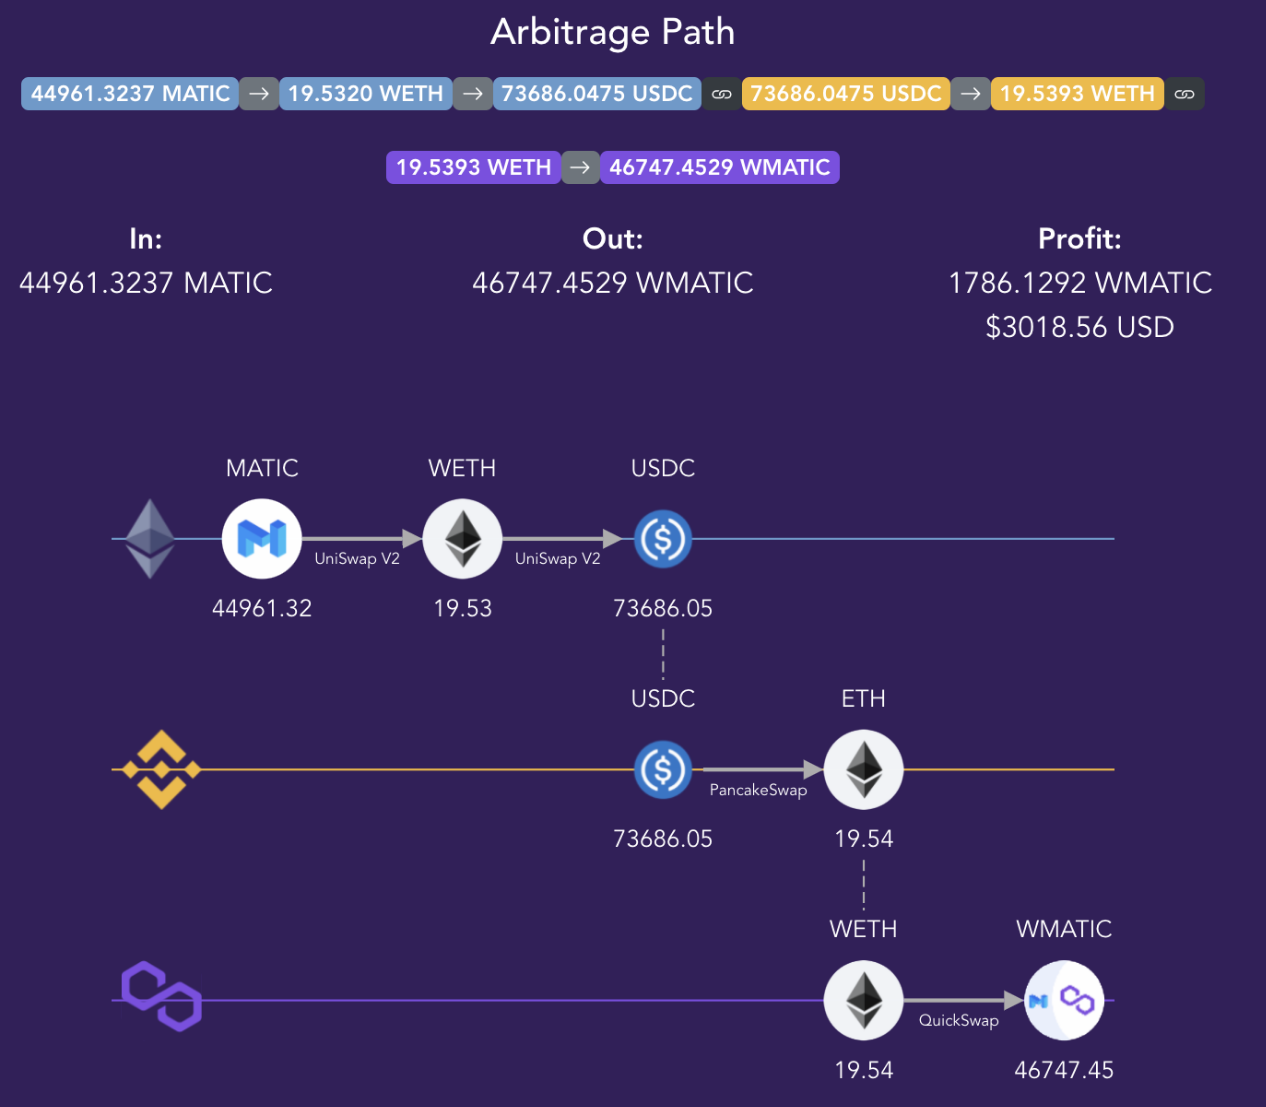 Arbitrage Path
44961.3237 MATIC → 19.5320 WETH → 73686.0475 USDC 73686.0475 USDC → 19.5393 WETH
19.5393 WETH → 46747.4529 WMATIC
In: Out: Profit:
44961.3237 MATIC 46747.4529 WMATIC 1786.1292 WMATIC
$3018.56 USD
MATIC WETH USDC
UniSwap V2 UniSwap V2
44961.32 19.53 73686.05
USDC ETH
PancakeSwap
73686.05 19.54
WETH WMATIC
QuickSwap
19.54 46747.45